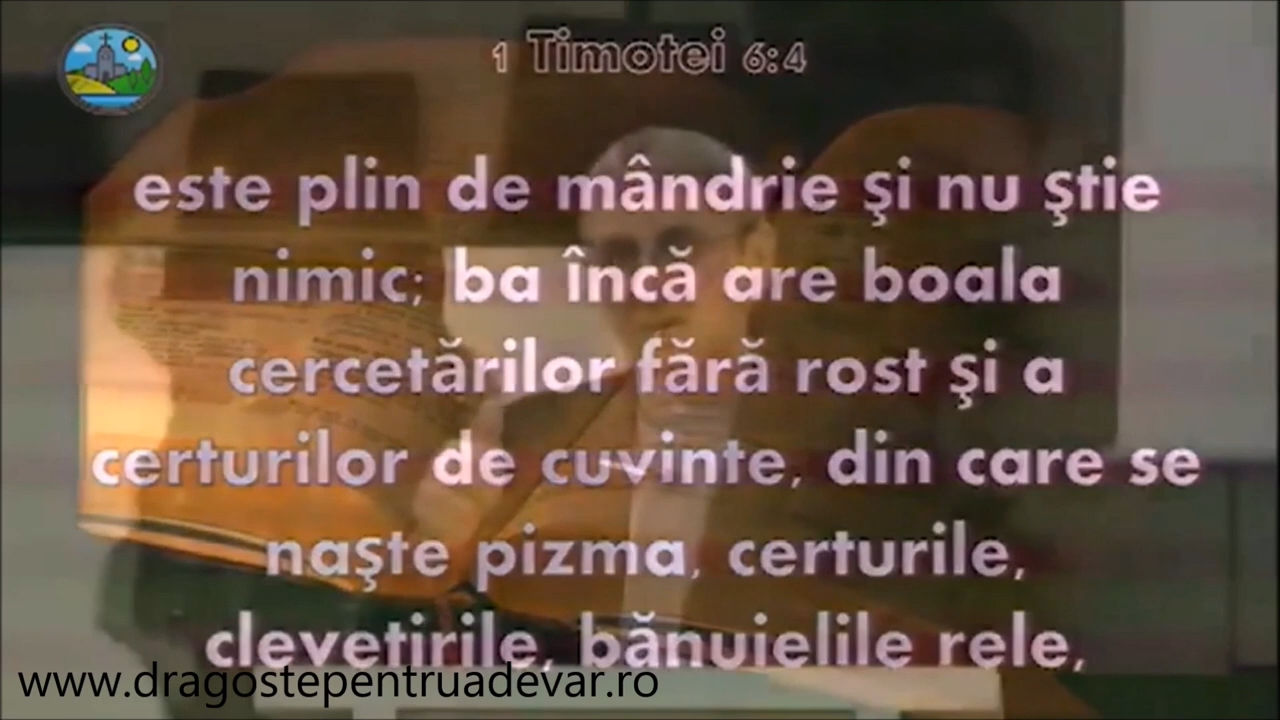 1 Timotei 6:4
este plin de mândrie şi nu ştie
nimic; ba încă are boala
cercetărilor fără rost şi a
certurilor de cuvinte, din care se
naşte pizma, certurile,
clevetirile, bănuielile rele,
www.dragostepentruadevar.ro